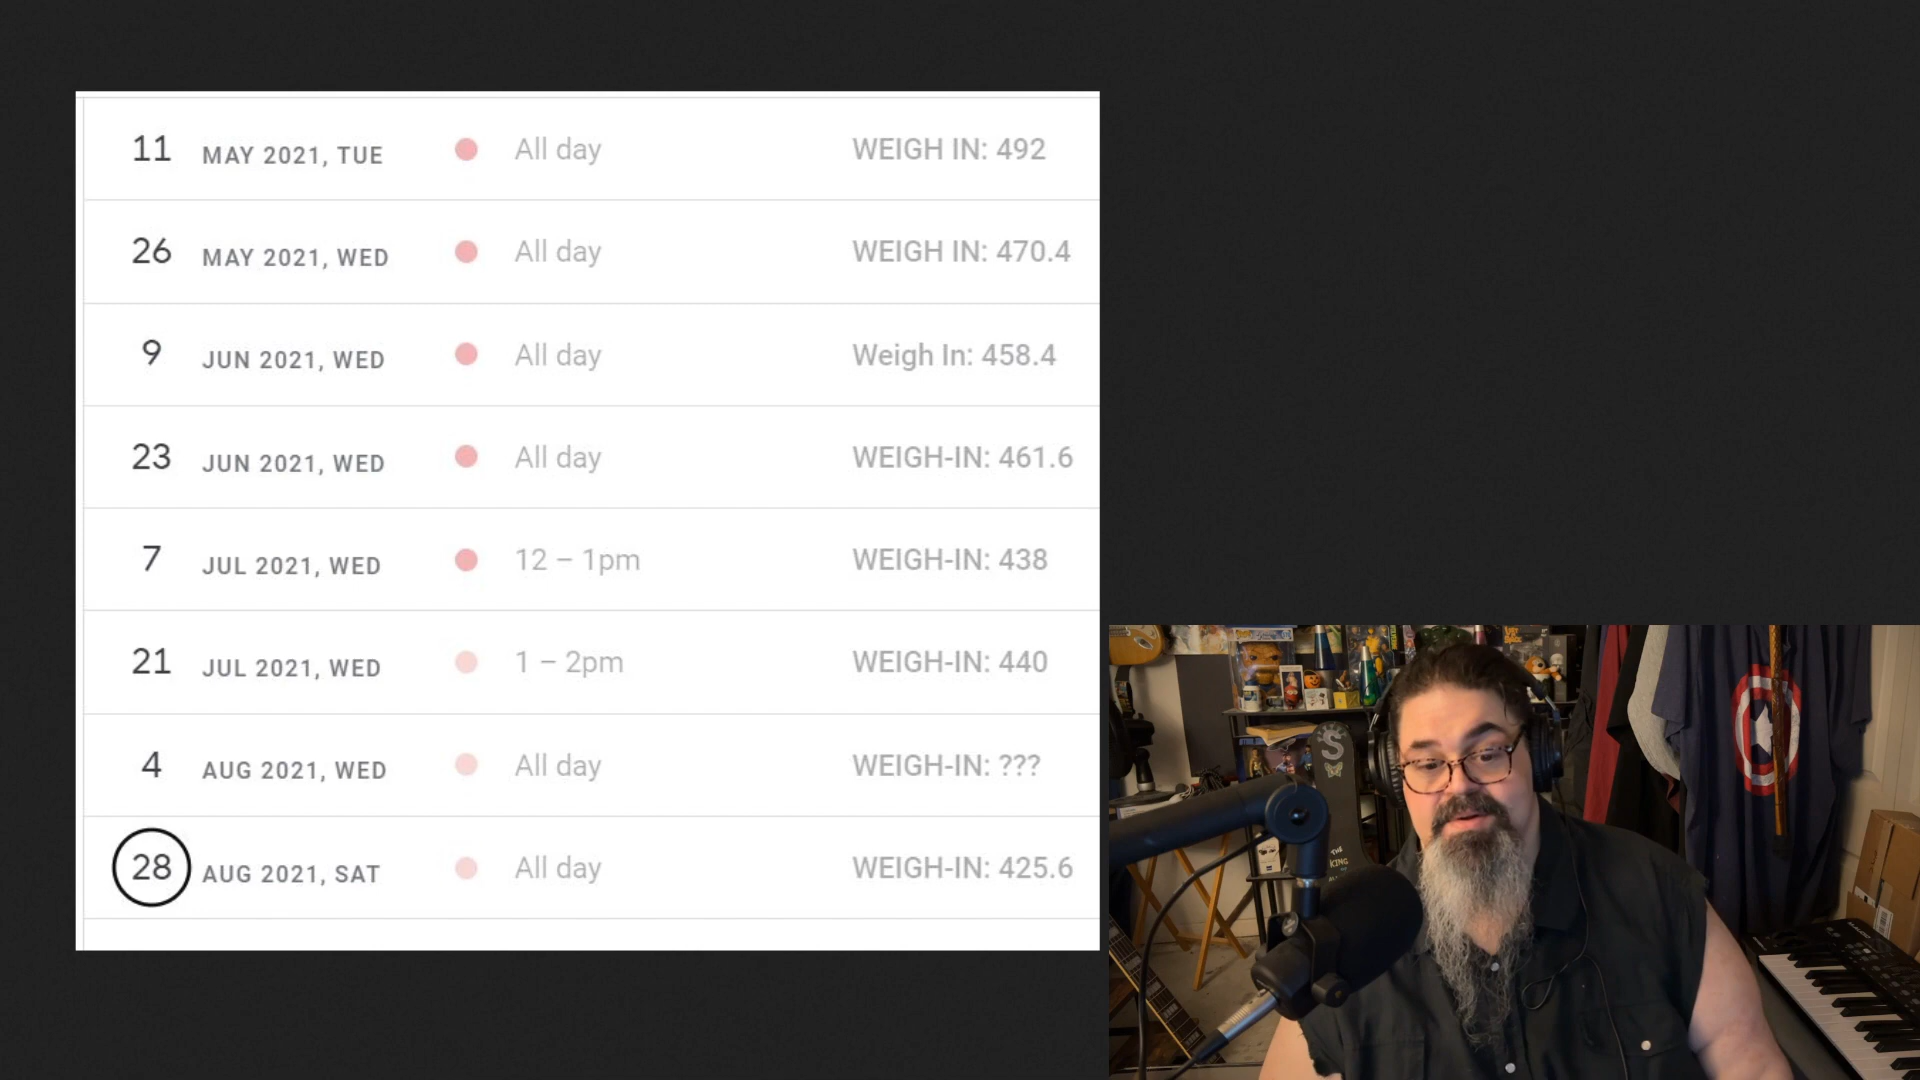 11 MAY 2021, TUE All day WEIGH IN: 492
26 MAY 2021, WED All day WEIGH IN: 470.4
9 JUN 2021, WED All day Weigh In: 458.4
23 JUN 2021, WED All day WEIGH-IN: 461.6
7 JUL 2021, WED 12 – 1pm WEIGH-IN: 438
21 JUL 2021, WED 1 – 2pm WEIGH-IN: 440
4 AUG 2021, WED All day WEIGH-IN: ???
28 AUG 2021, SAT All day WEIGH-IN: 425.6
S
THE
KING